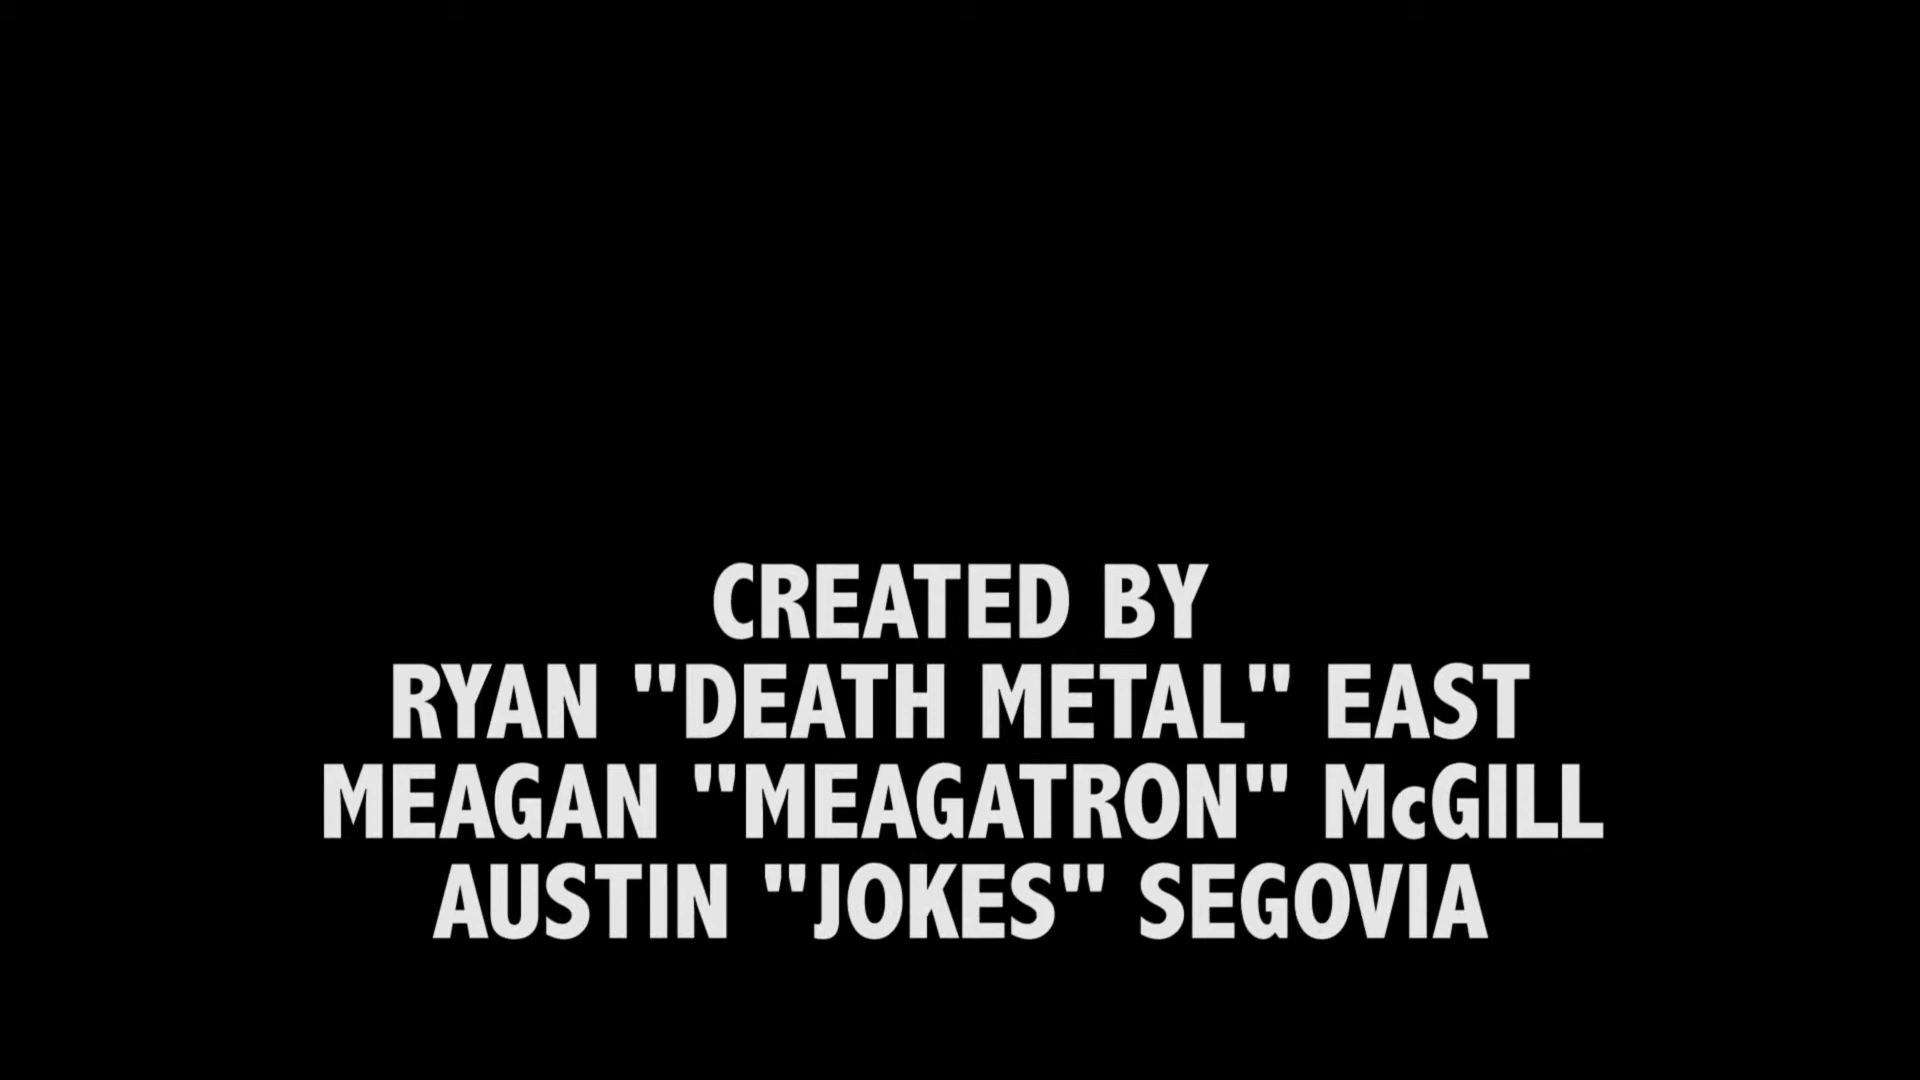 CREATED BY
RYAN "DEATH METAL" EAST
MEAGAN "MEAGATRON" McGILL
AUSTIN "JOKES" SEGOVIA